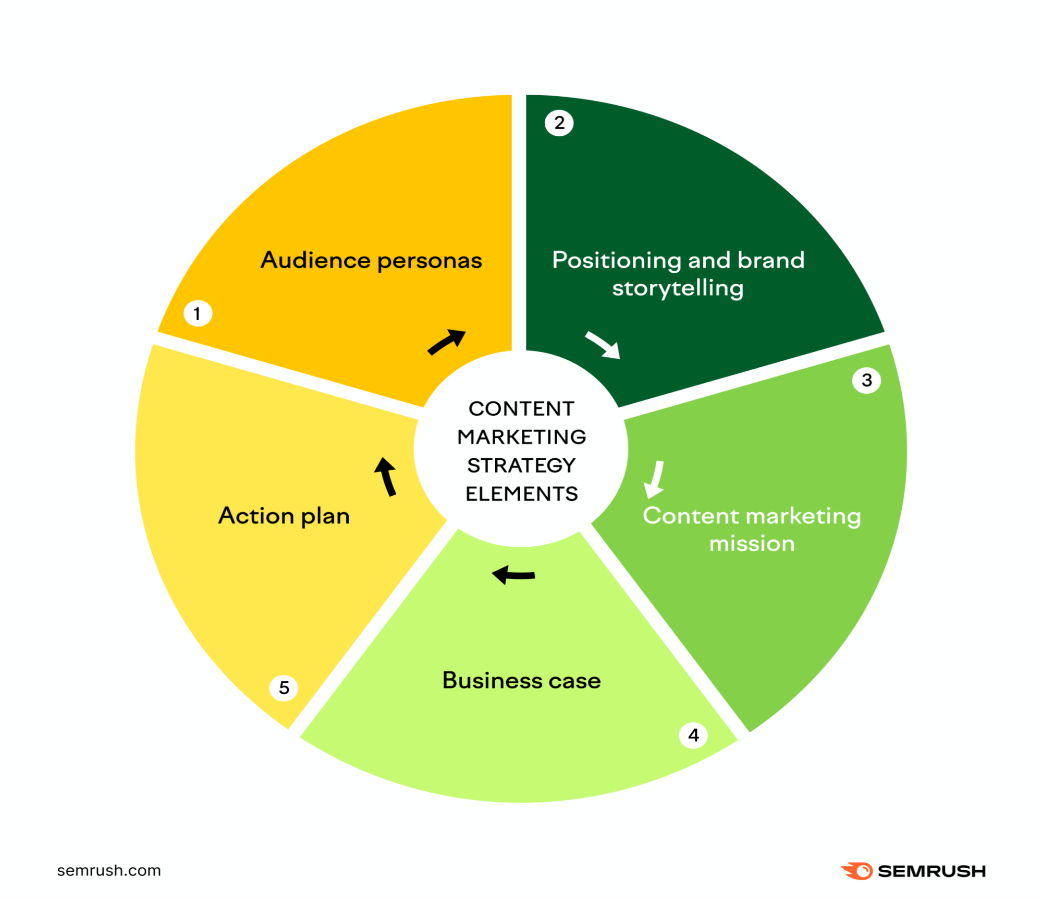 1
Audience personas
2
Positioning and brand
storytelling
3
Content marketing
mission
4
Business case
5
Action plan
CONTENT
MARKETING
STRATEGY
ELEMENTS
semrush.com
SEMRUSH